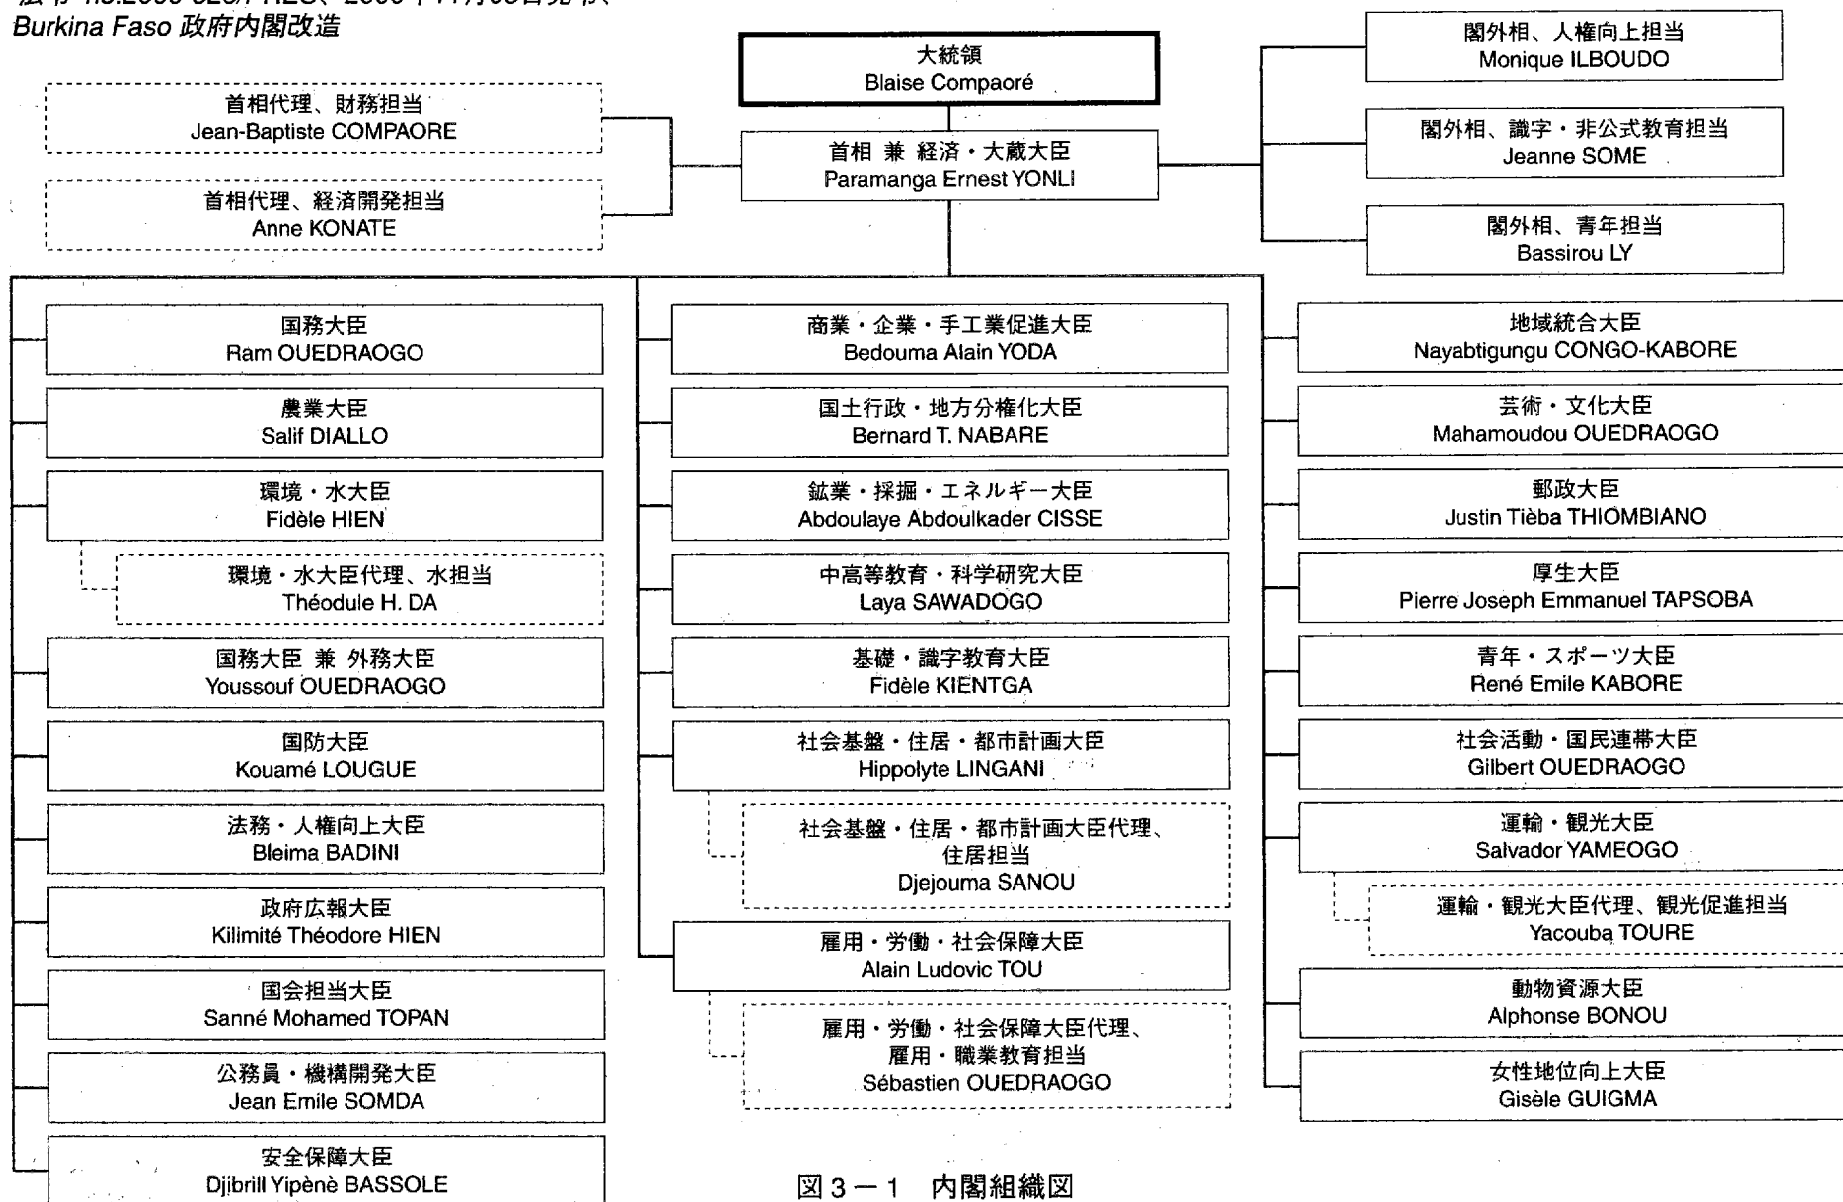 Burkina Faso 政府内閣改造
大統領
Blaise Compaoré
首相代理、財務担当
Jean-Baptiste COMPAORE
首相代理、経済開発担当
Anne KONATE
首相 兼 経済・大蔵大臣
Paramanga Ernest YONLI
閣外相、人権向上担当
Monique ILBOUDO
閣外相、識字・非公式教育担当
Jeanne SOME
閣外相、青年担当
Bassirou LY
国務大臣
Ram OUEDRAOGO
農業大臣
Salif DIALLO
環境・水大臣
Fidèle HIEN
環境・水大臣代理、水担当
Théodule H. DA
国務大臣 兼 外務大臣
Youssouf OUEDRAOGO
国防大臣
Kouamé LOUGUE
法務・人権向上大臣
Bleima BADINI
政府広報大臣
Kilimité Théodore HIEN
国会担当大臣
Sanné Mohamed TOPAN
公務員・機構開発大臣
Jean Emile SOMDA
安全保障大臣
Djibrill Yipènè BASSOLE
商業・企業・手工業促進大臣
Bedouma Alain YODA
国土行政・地方分権化大臣
Bernard T. NABARE
鉱業・採掘・エネルギー大臣
Abdoulaye Abdoulkader CISSE
中高等教育・科学研究大臣
Laya SAWADOGO
基礎・識字教育大臣
Fidèle KIENTGA
社会基盤・住居・都市計画大臣
Hippolyte LINGANI
社会基盤・住居・都市計画大臣代理、
住居担当
Djejouma SANOU
雇用・労働・社会保障大臣
Alain Ludovic TOU
雇用・労働・社会保障大臣代理、
雇用・職業教育担当
Sébastien OUEDRAOGO
地域統合大臣
Nayabtigungu CONGO-KABORE
芸術・文化大臣
Mahamoudou OUEDRAOGO
郵政大臣
Justin Tièba THIOMBIANO
厚生大臣
Pierre Joseph Emmanuel TAPSOBA
青年・スポーツ大臣
René Emile KABORE
社会活動・国民連帯大臣
Gilbert OUEDRAOGO
運輸・観光大臣
Salvador YAMEOGO
運輸・観光大臣代理、観光促進担当
Yacouba TOURE
動物資源大臣
Alphonse BONOU
女性地位向上大臣
Gisèle GUIGMA
図3－1 内閣組織図